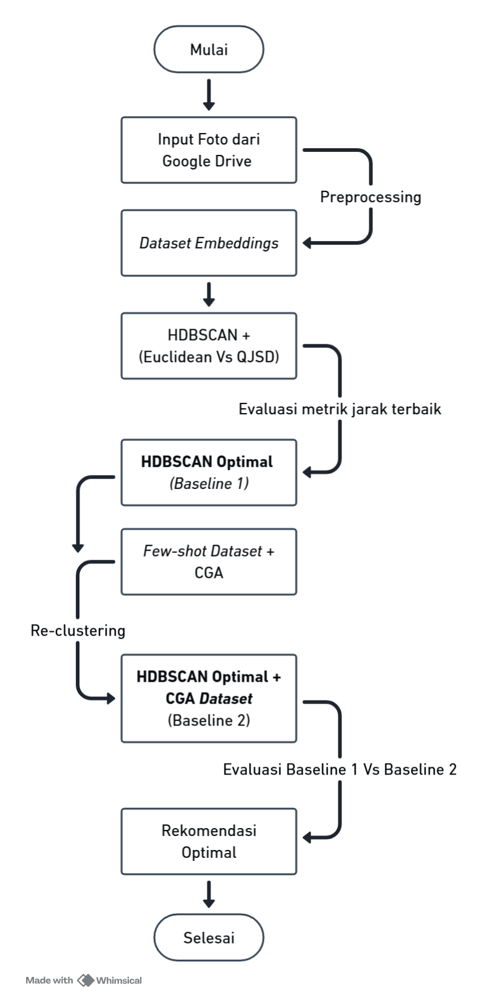 Mulai
Input Foto dari
Google Drive
Preprocessing
Dataset Embeddings
HDBSCAN +
(Euclidean Vs QJSD)
Evaluasi metrik jarak terbaik
HDBSCAN Optimal
(Baseline 1)
Few-shot Dataset +
CGA
Re-clustering
HDBSCAN Optimal +
CGA Dataset
(Baseline 2)
Evaluasi Baseline 1 Vs Baseline 2
Rekomendasi
Optimal
Selesai
Made with Whimsical